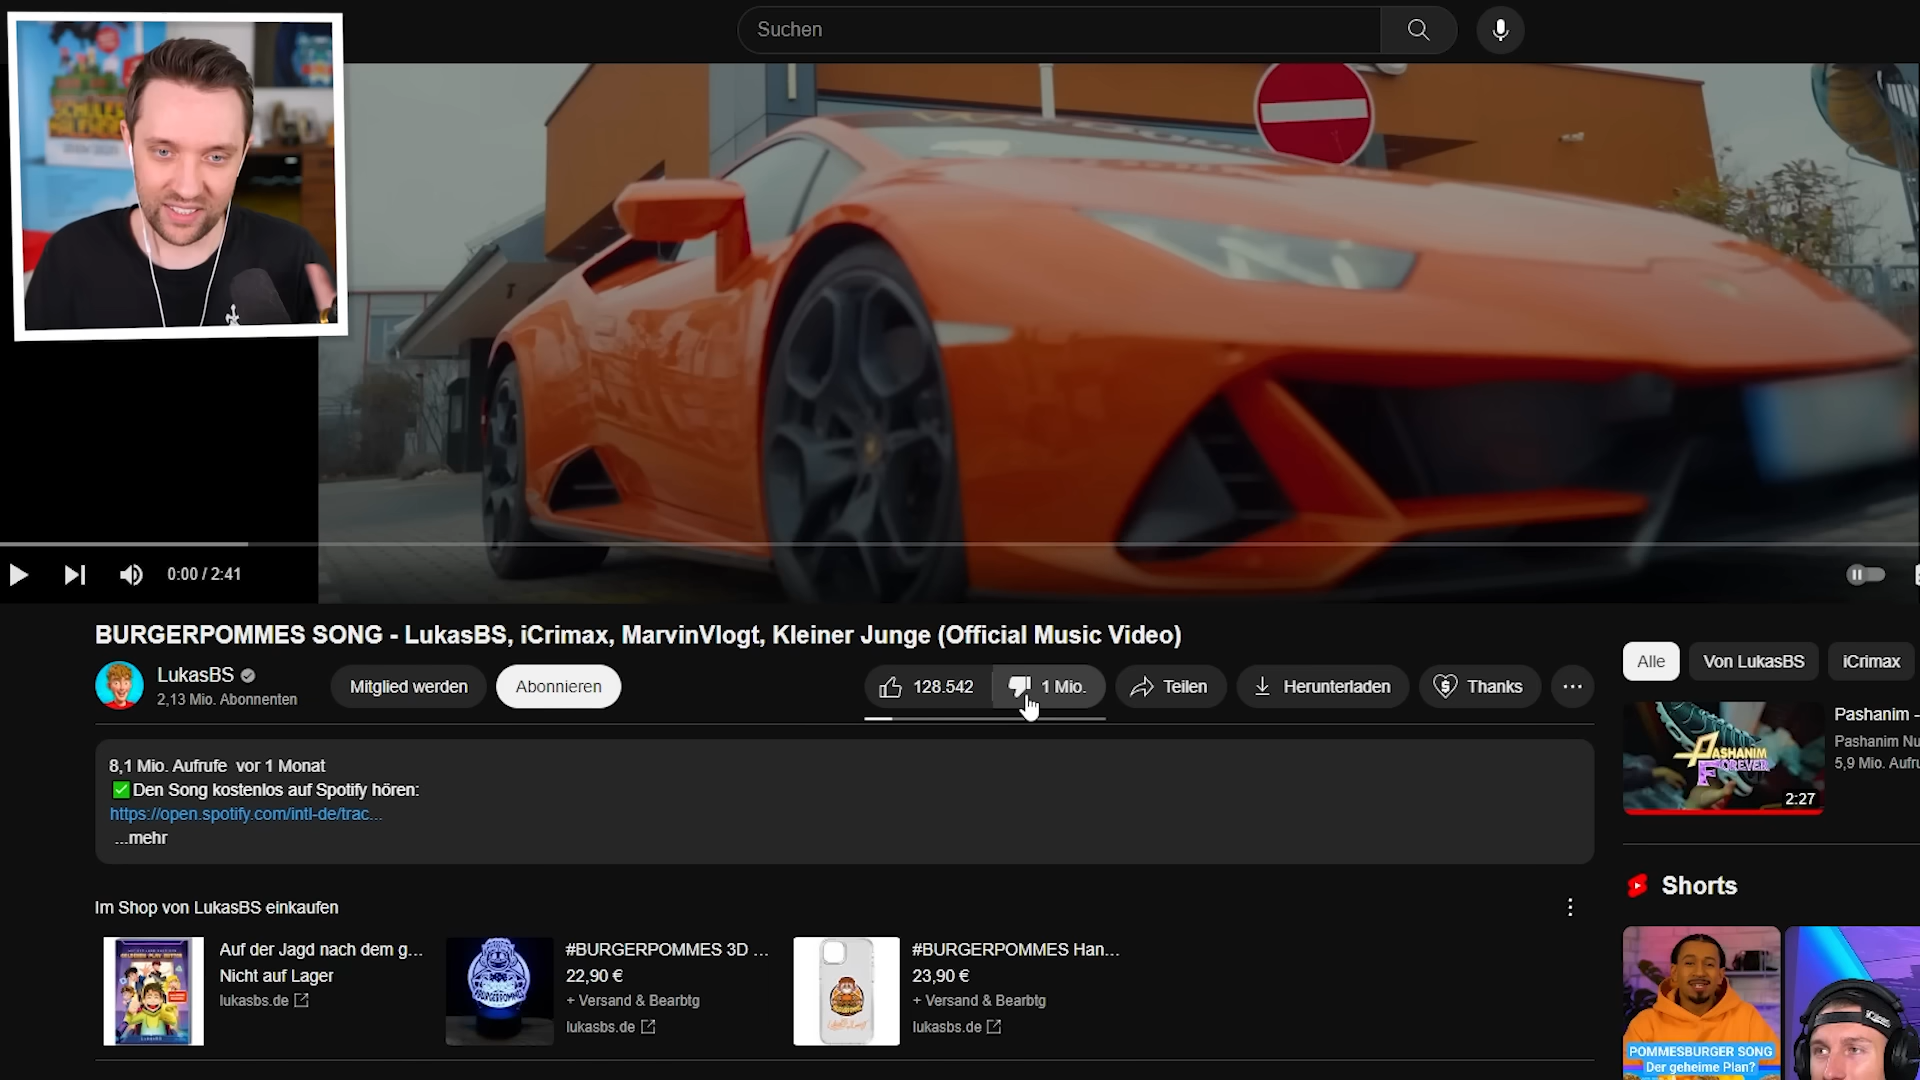 Suchen
0:00 / 2:41
BURGERPOMMES SONG - LukasBS, iCrimax, MarvinVlogt, Kleiner Junge (Official Music Video)
LukasBS
2,13 Mio. Abonnenten
Mitglied werden
Abonnieren
128.542
1 Mio.
Teilen
Herunterladen
Thanks
8,1 Mio. Aufrufe vor 1 Monat
Den Song kostenlos auf Spotify hören:
https://open.spotify.com/intl-de/trac...
...mehr
Im Shop von LukasBS einkaufen
Auf der Jagd nach dem g...
Nicht auf Lager
lukasbs.de
#BURGERPOMMES 3D ...
22,90 €
+ Versand & Bearbtg
lukasbs.de
#BURGERPOMMES Han...
23,90 €
+ Versand & Bearbtg
lukasbs.de
Alle
Von LukasBS
iCrimax
PASHANIM
FOREVER
2:27
Pashanim -
Pashanim Nu
5,9 Mio. Aufru
Shorts
POMMESBURGER SONG
Der geheime Plan?